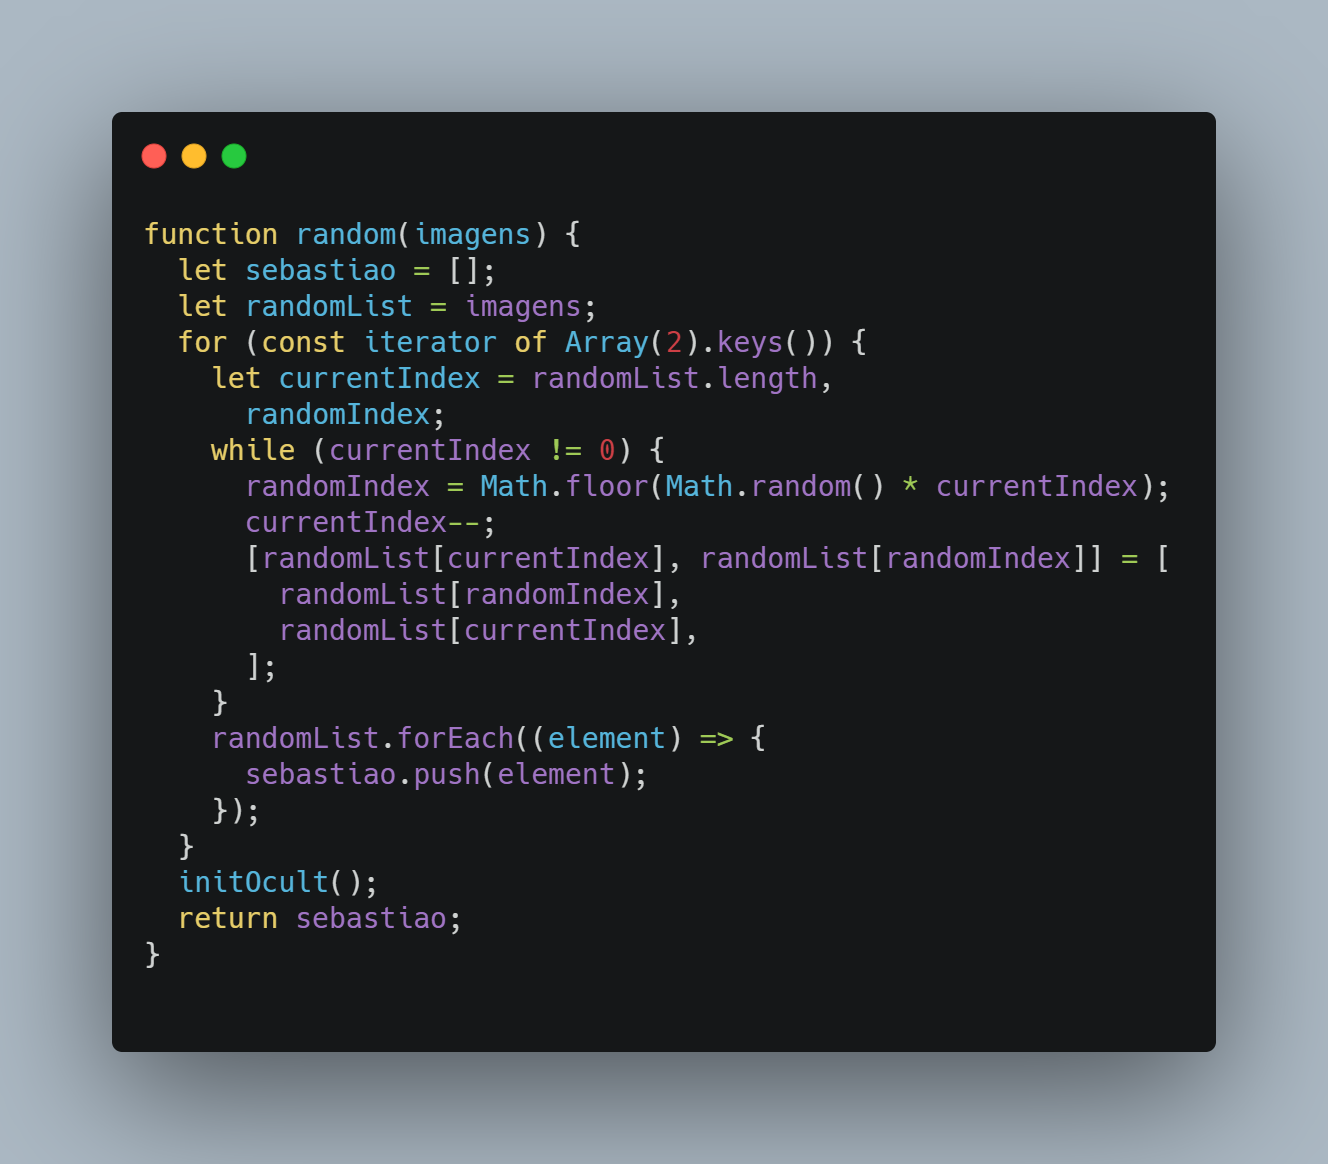 function random(imagens) {
  let sebastiao = [];
  let randomList = imagens;
  for (const iterator of Array(2).keys()) {
    let currentIndex = randomList.length,
      randomIndex;
    while (currentIndex != 0) {
      randomIndex = Math.floor(Math.random() * currentIndex);
      currentIndex--;
      [randomList[currentIndex], randomList[randomIndex]] = [
        randomList[randomIndex],
        randomList[currentIndex],
      ];
    }
    randomList.forEach((element) => {
      sebastiao.push(element);
    });
  }
  initOcult();
  return sebastiao;
}